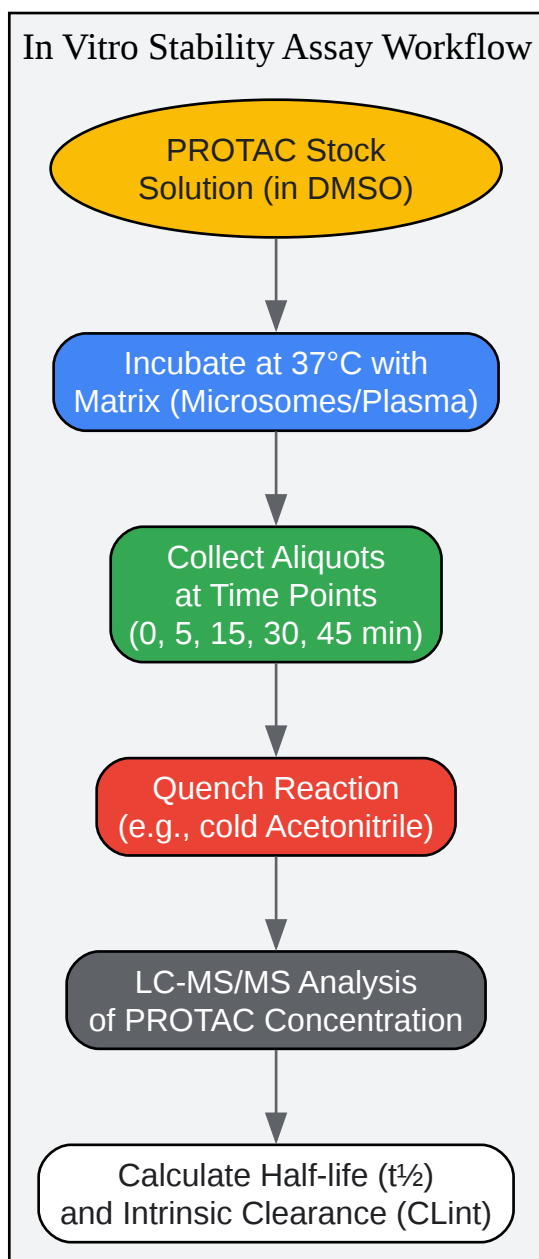 In Vitro Stability Assay Workflow
PROTAC Stock
Solution (in DMSO)
Incubate at 37°C with
Matrix (Microsomes/Plasma)
Collect Aliquots
at Time Points
(0, 5, 15, 30, 45 min)
Quench Reaction
(e.g., cold Acetonitrile)
LC-MS/MS Analysis
of PROTAC Concentration
Calculate Half-life (t½)
and Intrinsic Clearance (CLint)